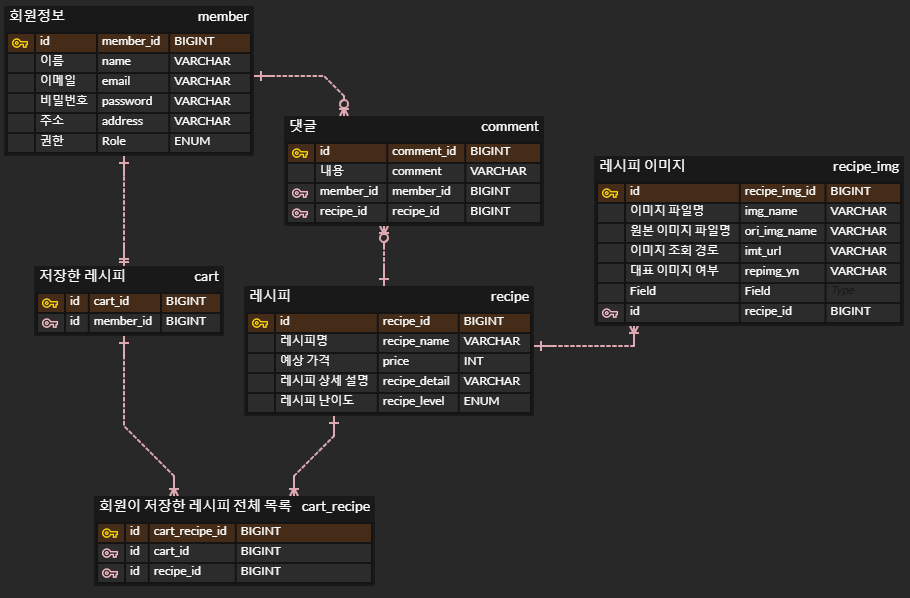 회원정보 member
id member_id BIGINT
이름 name VARCHAR
이메일 email VARCHAR
비밀번호 password VARCHAR
주소 address VARCHAR
권한 Role ENUM
댓글 comment
id comment_id BIGINT
내용 comment VARCHAR
member_id member_id BIGINT
recipe_id recipe_id BIGINT
레시피 이미지 recipe_img
id recipe_img_id BIGINT
이미지 파일명 img_name VARCHAR
원본 이미지 파일명 ori_img_name VARCHAR
이미지 조회 경로 imt_url VARCHAR
대표 이미지 여부 repimg_yn VARCHAR
Field Field Type
id recipe_id BIGINT
저장한 레시피 cart
id cart_id BIGINT
id member_id BIGINT
레시피 recipe
id recipe_id BIGINT
레시피명 recipe_name VARCHAR
예상 가격 price INT
레시피 상세 설명 recipe_detail VARCHAR
레시피 난이도 recipe_level ENUM
회원이 저장한 레시피 전체 목록 cart_recipe
id cart_recipe_id BIGINT
id cart_id BIGINT
id recipe_id BIGINT